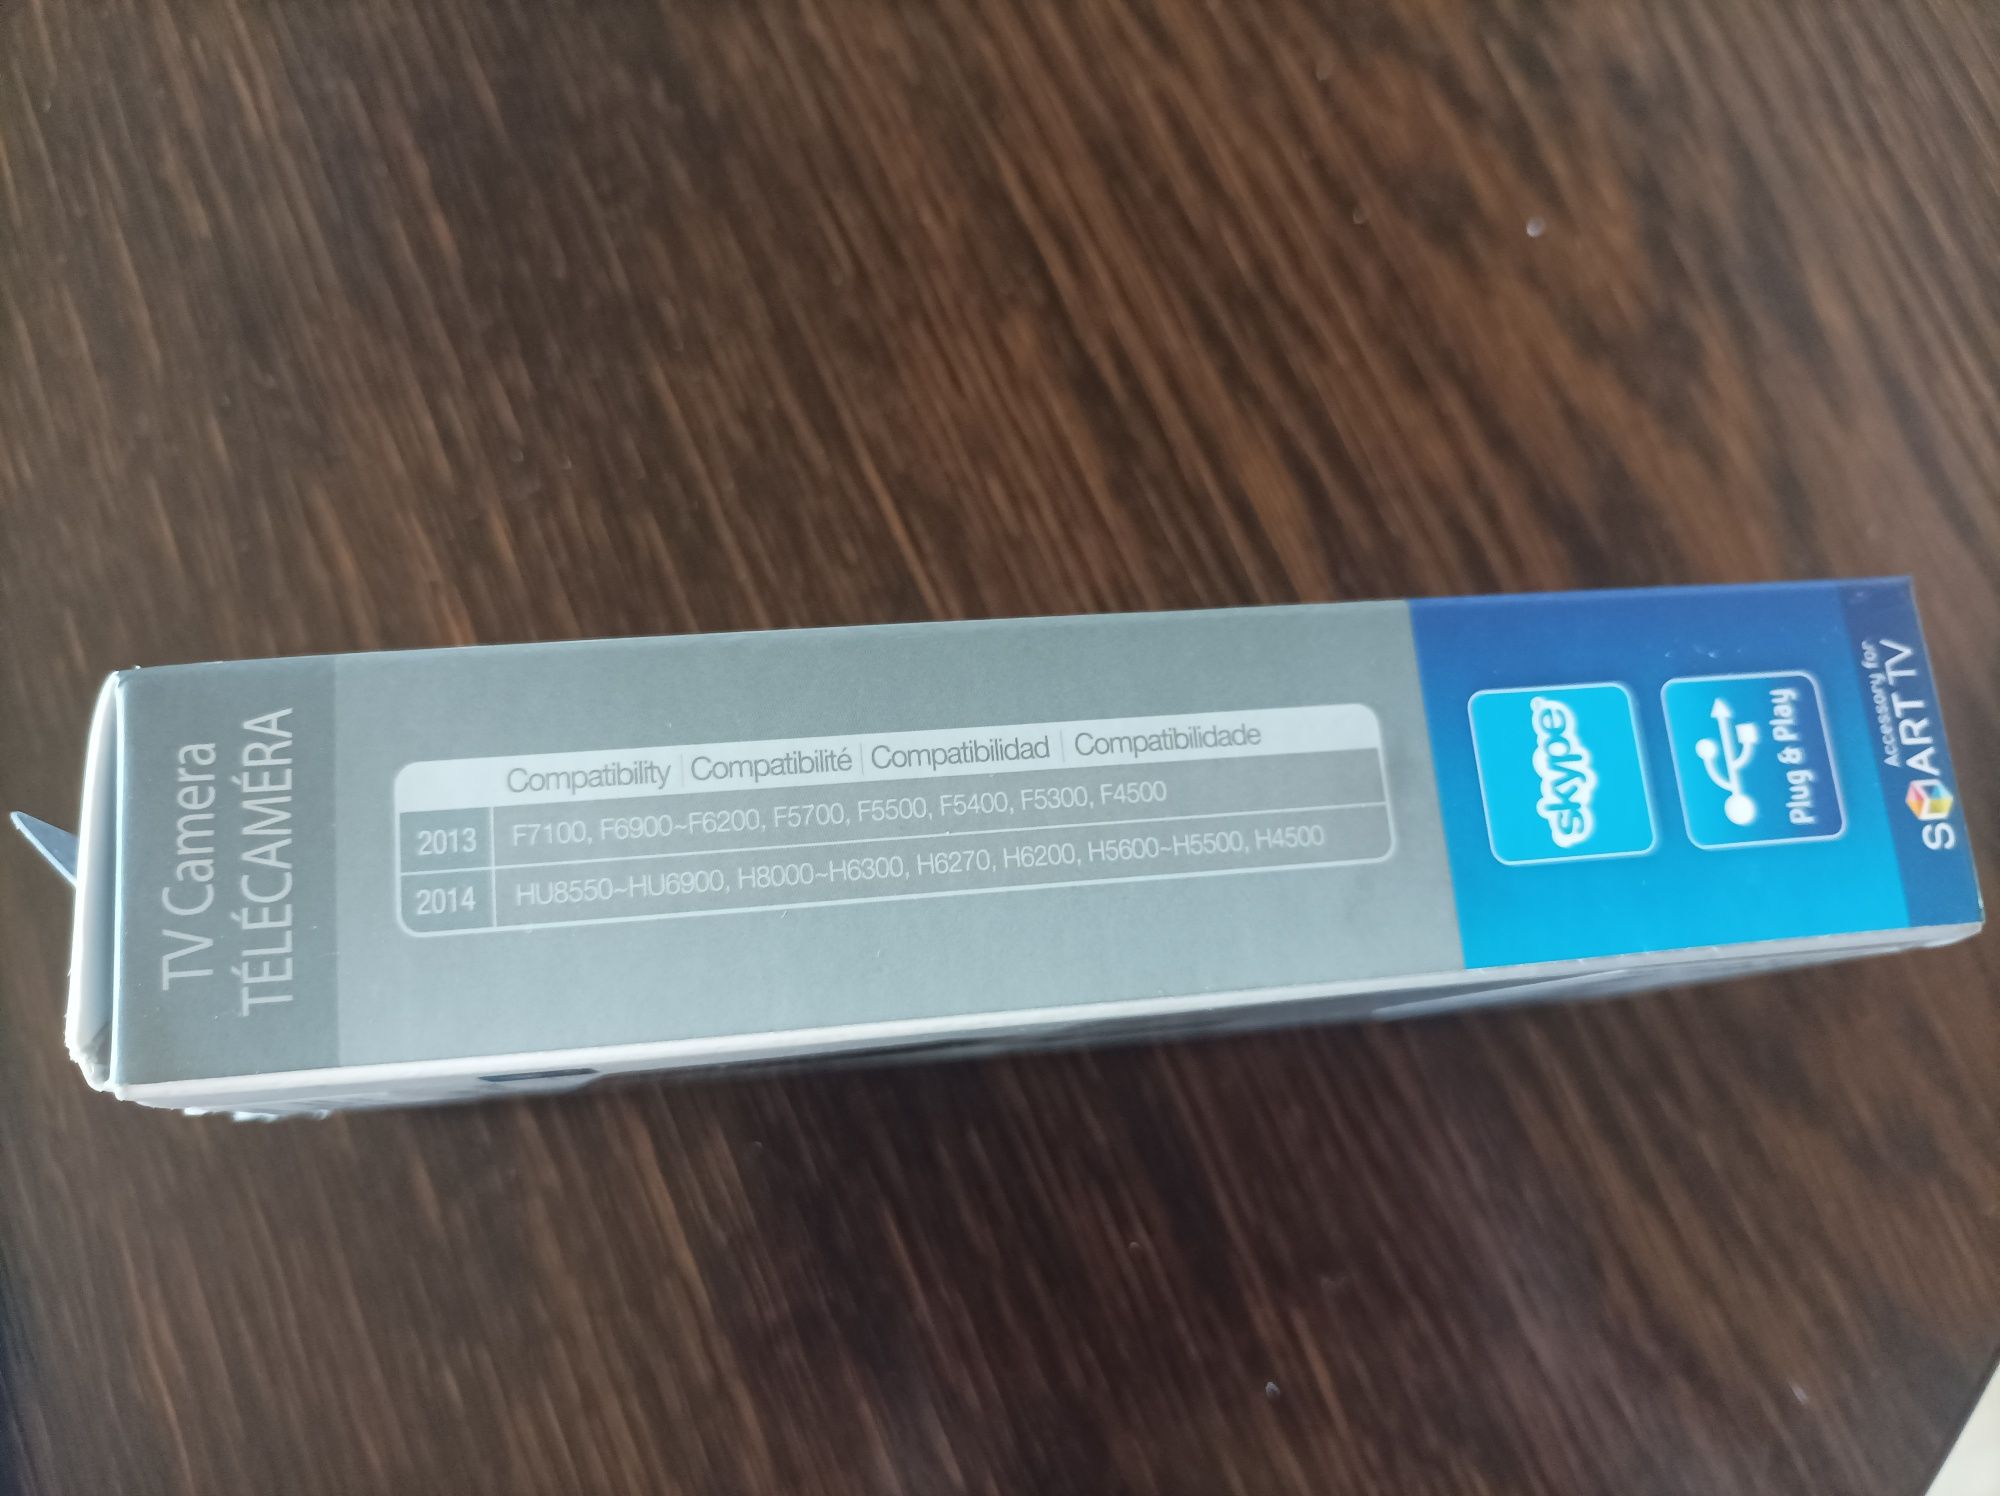 TV Camera
TÉLÉCAMÉRA
Compatibility | Compatibilité | Compatibilidad | Compatibilidade
2013 F7100, F6900~F6200, F5700, F5500, F5400, F5300, F4500
2014 HU8550~HU6900, H8000~H6300, H6270, H6200, H5600~H5500, H4500
skype
Plug & Play
Accessory for
SMART TV